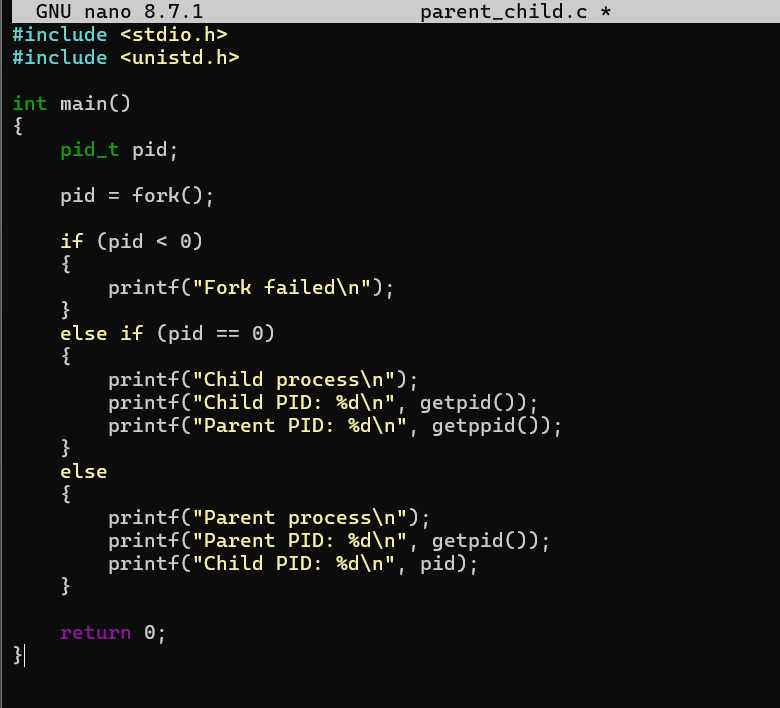 GNU nano 8.7.1 parent_child.c *
#include <stdio.h>
#include <unistd.h>
int main()
{
    pid_t pid;
    pid = fork();
    if (pid < 0)
    {
        printf("Fork failed\n");
    }
    else if (pid == 0)
    {
        printf("Child process\n");
        printf("Child PID: %d\n", getpid());
        printf("Parent PID: %d\n", getppid());
    }
    else
    {
        printf("Parent process\n");
        printf("Parent PID: %d\n", getpid());
        printf("Child PID: %d\n", pid);
    }
    return 0;
}